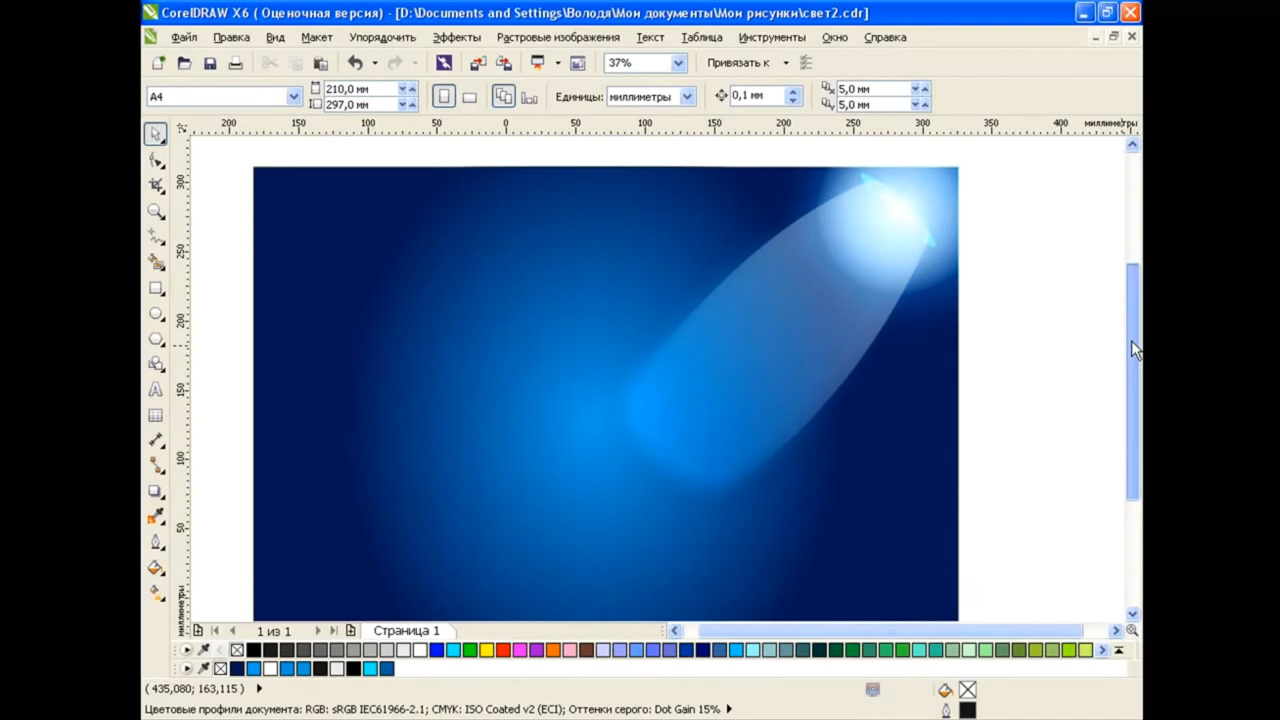 CorelDRAW X6 ( Оценочная версия) - [D:\Documents and Settings\Володя\Мои документы\Мои рисунки\свет2.cdr]
Файл Правка Вид Макет Упорядочить Эффекты Растровые изображения Текст Таблица Инструменты Окно Справка
37% Привязать к
A4 210,0 мм 297,0 мм Единицы: миллиметры 0,1 мм 5,0 мм 5,0 мм
200 150 100 50 0 50 100 150 200 250 300 350 400 миллиметры
300
250
200
150
100
50
миллиметры
1 из 1 Страница 1
( 435,080; 163,115 )
Цветовые профили документа: RGB: sRGB IEC61966-2.1; CMYK: ISO Coated v2 (ECI); Оттенки серого: Dot Gain 15%